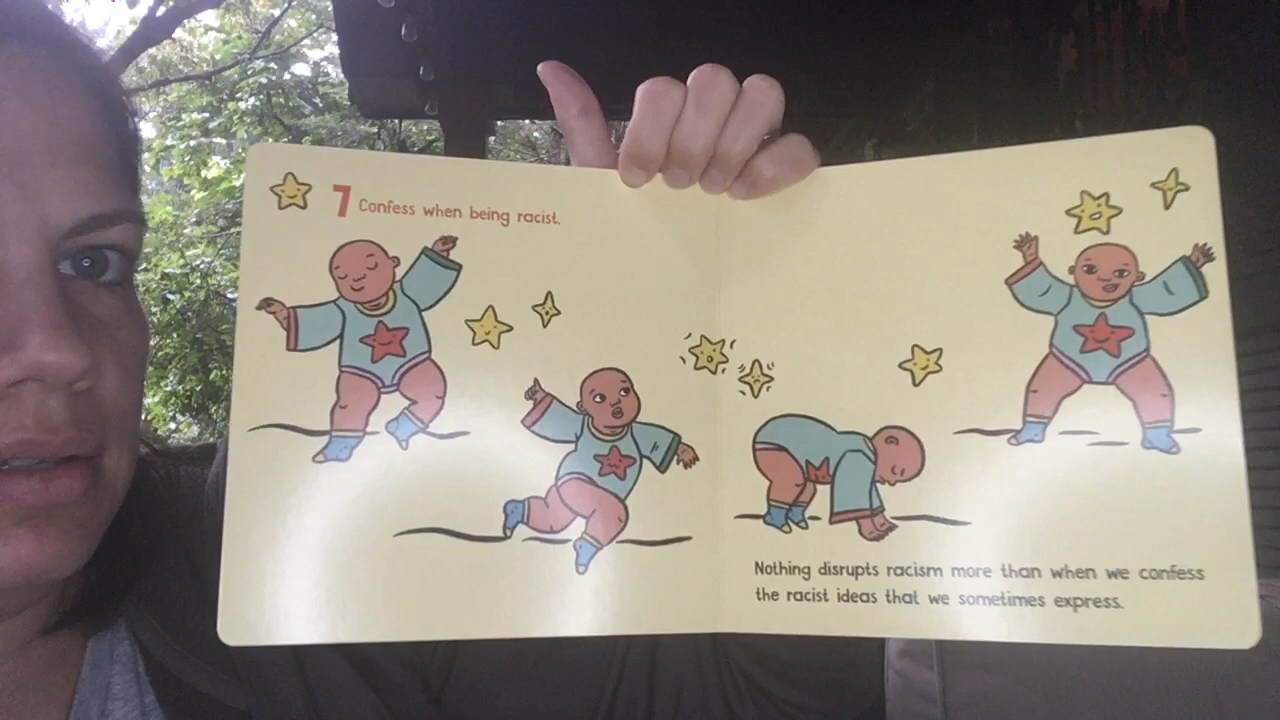 7 Confess when being racist.
Nothing disrupts racism more than when we confess
the racist ideas that we sometimes express.